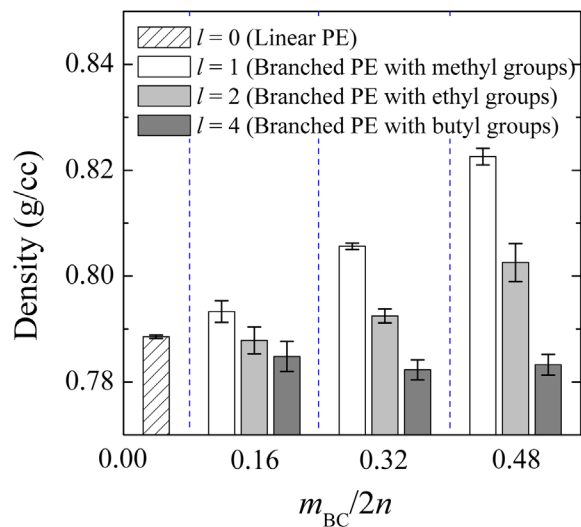 l = 0 (Linear PE)
l = 1 (Branched PE with methyl groups)
l = 2 (Branched PE with ethyl groups)
l = 4 (Branched PE with butyl groups)
0.84
0.82
0.80
0.78
Density (g/cc)
0.00 0.16 0.32 0.48
m_BC/2n